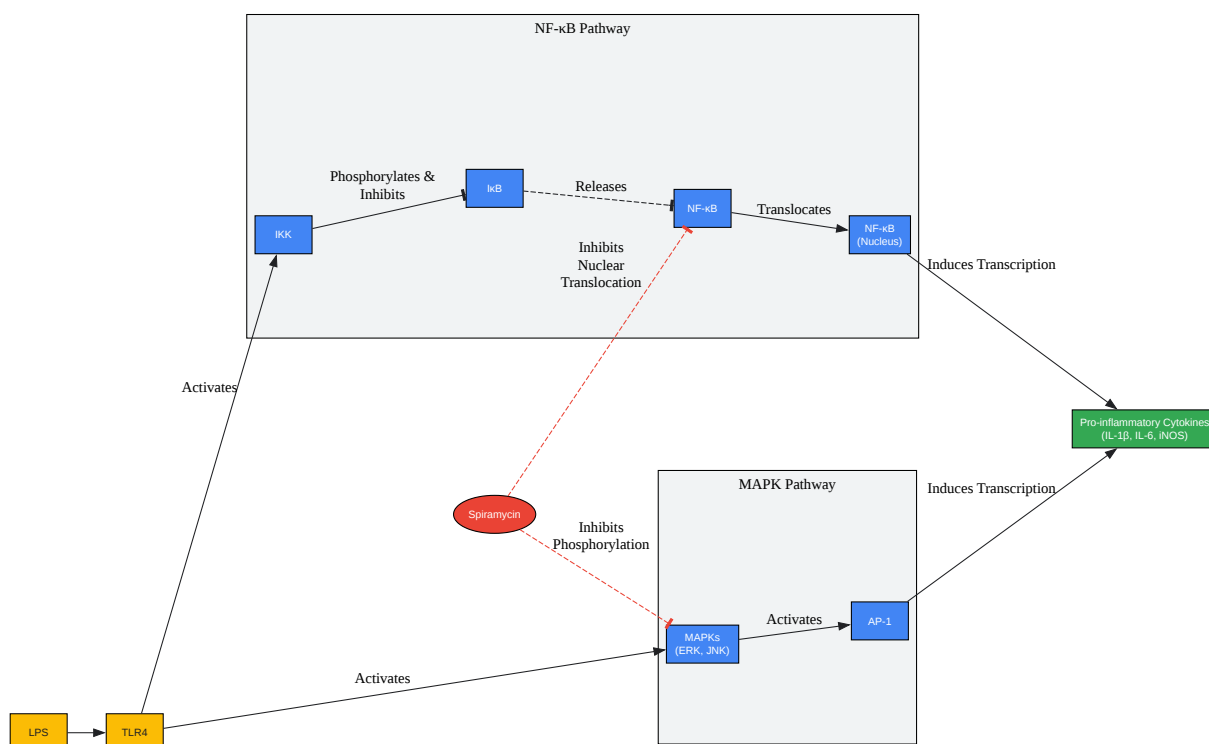 NF-κB Pathway
Phosphorylates &
Inhibits
IκB
Releases
NF-κB
Translocates
NF-κB
(Nucleus)
IKK
Inhibits
Nuclear
Translocation
Induces Transcription
Activates
Pro-inflammatory Cytokines
(IL-1β, IL-6, iNOS)
MAPK Pathway
Induces Transcription
Spiramycin
Inhibits
Phosphorylation
MAPKs
(ERK, JNK)
Activates
AP-1
Activates
LPS
TLR4